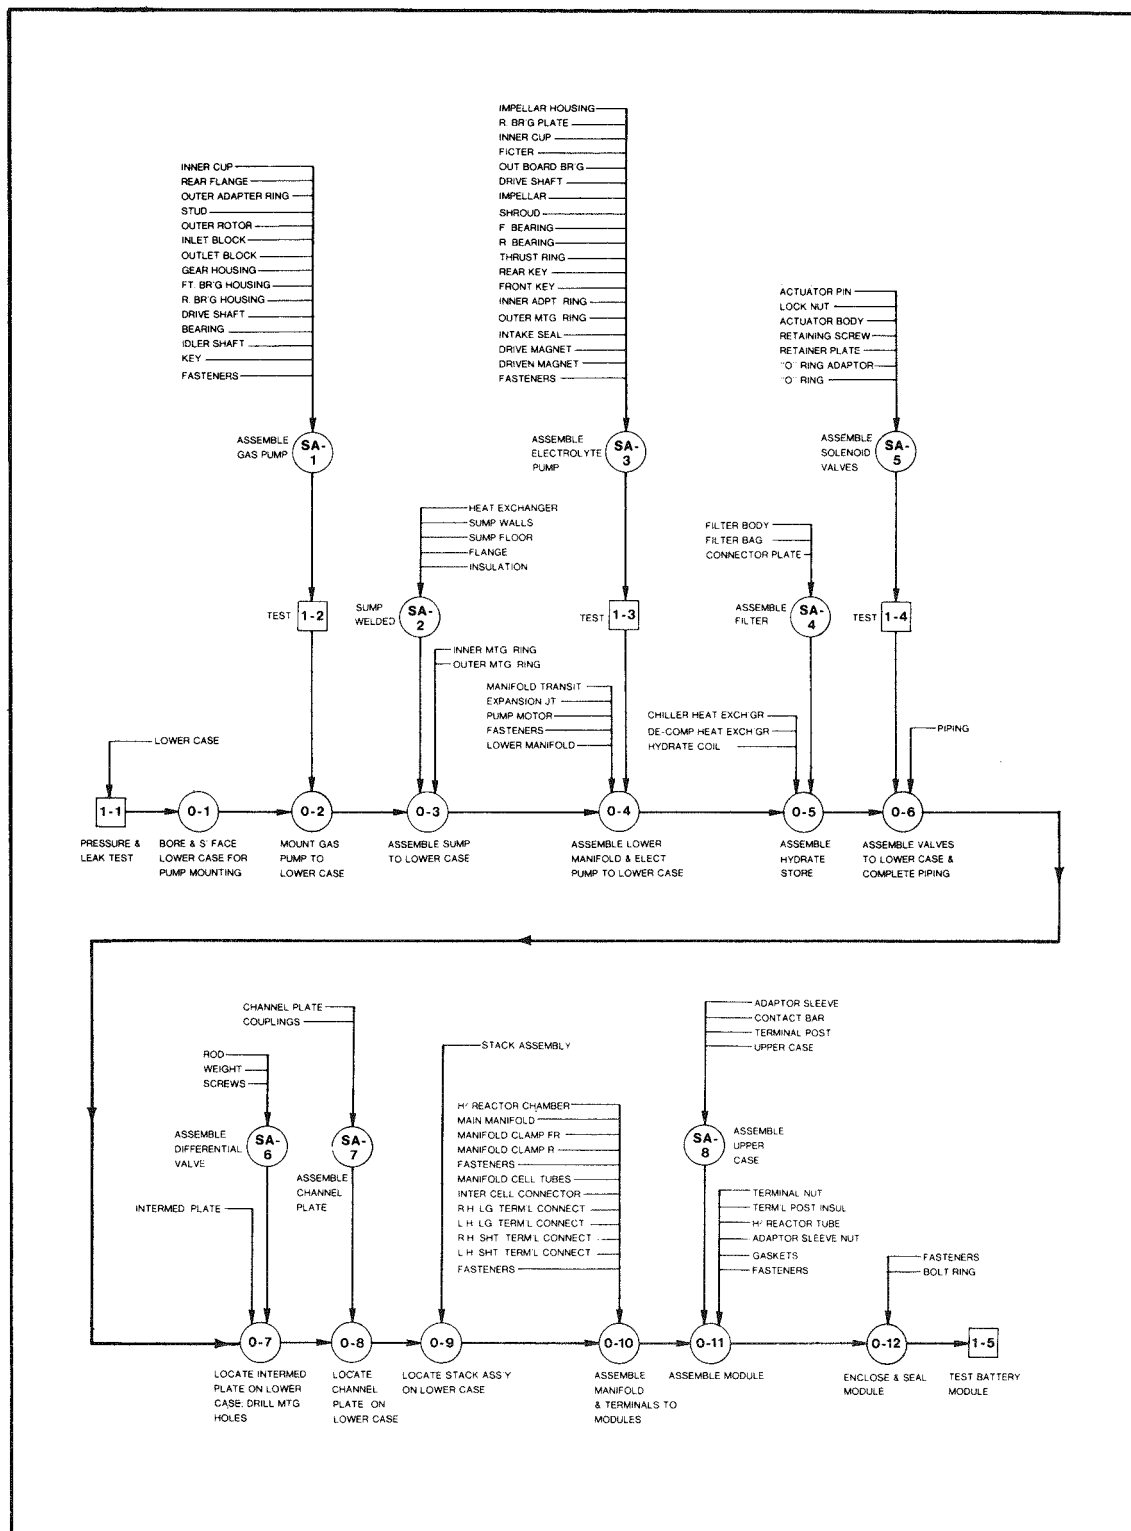 IMPELLAR HOUSING
R. BR'G PLATE
INNER CUP
FICTER
OUT BOARD BR'G
DRIVE SHAFT
IMPELLAR
SHROUD
F BEARING
R BEARING
THRUST RING
REAR KEY
FRONT KEY
INNER ADPT RING
OUTER MTG RING
INTAKE SEAL
DRIVE MAGNET
DRIVEN MAGNET
FASTENERS
INNER CUP
REAR FLANGE
OUTER ADAPTER RING
STUD
OUTER ROTOR
INLET BLOCK
OUTLET BLOCK
GEAR HOUSING
FT. BR'G HOUSING
R. BR'G HOUSING
DRIVE SHAFT
BEARING
IDLER SHAFT
KEY
FASTENERS
ACTUATOR PIN
LOCK NUT
ACTUATOR BODY
RETAINING SCREW
RETAINER PLATE
"O" RING ADAPTOR
"O" RING
ASSEMBLE
GAS PUMP
SA-
1
ASSEMBLE
ELECTROLYTE
PUMP
SA-
3
ASSEMBLE
SOLENOID
VALVES
SA-
5
HEAT EXCHANGER
SUMP WALLS
SUMP FLOOR
FLANGE
INSULATION
FILTER BODY
FILTER BAG
CONNECTOR PLATE
TEST
1-2
SUMP
WELDED
SA-
2
TEST
1-3
ASSEMBLE
FILTER
SA-
4
TEST
1-4
INNER MTG RING
OUTER MTG RING
MANIFOLD TRANSIT
EXPANSION JT
PUMP MOTOR
FASTENERS
LOWER MANIFOLD
CHILLER HEAT EXCH'GR
DE-COMP HEAT EXCH'GR
HYDRATE COIL
PIPING
LOWER CASE
1-1
0-1
0-2
0-3
0-4
0-5
0-6
PRESSURE &
LEAK TEST
BORE & S' FACE
LOWER CASE FOR
PUMP MOUNTING
MOUNT GAS
PUMP TO
LOWER CASE
ASSEMBLE SUMP
TO LOWER CASE
ASSEMBLE LOWER
MANIFOLD & ELECT
PUMP TO LOWER CASE
ASSEMBLE
HYDRATE
STORE
ASSEMBLE VALVES
TO LOWER CASE &
COMPLETE PIPING
CHANNEL PLATE
COUPLINGS
ROD
WEIGHT
SCREWS
STACK ASSEMBLY
ADAPTOR SLEEVE
CONTACT BAR
TERMINAL POST
UPPER CASE
ASSEMBLE
DIFFERENTIAL
VALVE
SA-
6
SA-
7
ASSEMBLE
CHANNEL
PLATE
H/ REACTOR CHAMBER
MAIN MANIFOLD
MANIFOLD CLAMP FR
MANIFOLD CLAMP R
FASTENERS
MANIFOLD CELL TUBES
INTER CELL CONNECTOR
R H LG TERM'L CONNECT
L H LG TERM'L CONNECT
R H SHT TERM'L CONNECT
L H SHT TERM'L CONNECT
FASTENERS
SA-
8
ASSEMBLE
UPPER
CASE
INTERMED PLATE
TERMINAL NUT
TERM'L POST INSUL
H/ REACTOR TUBE
ADAPTOR SLEEVE NUT
GASKETS
FASTENERS
FASTENERS
BOLT RING
0-7
0-8
0-9
0-10
0-11
0-12
1-5
LOCATE INTERMED
PLATE ON LOWER
CASE: DRILL MTG
HOLES
LOCATE
CHANNEL
PLATE ON
LOWER CASE
LOCATE STACK ASS'Y
ON LOWER CASE
ASSEMBLE
MANIFOLD
& TERMINALS TO
MODULES
ASSEMBLE MODULE
ENCLOSE & SEAL
MODULE
TEST BATTERY
MODULE